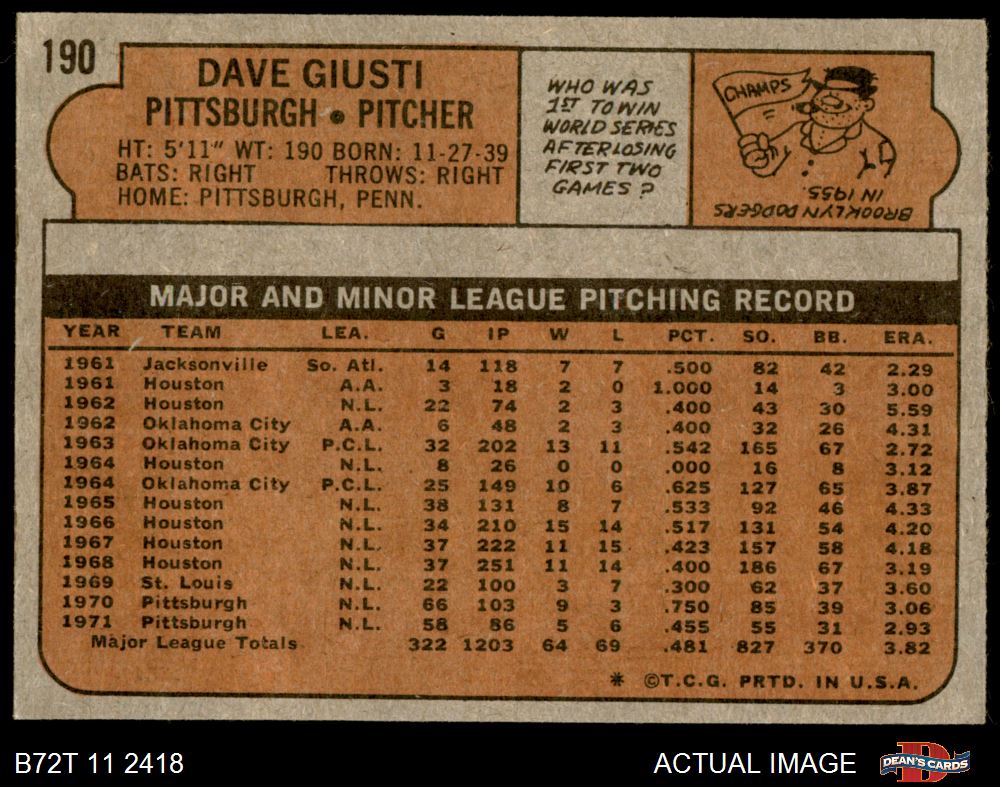 190
DAVE GIUSTI
PITTSBURGH • PITCHER
HT: 5'11" WT: 190 BORN: 11-27-39
BATS: RIGHT THROWS: RIGHT
HOME: PITTSBURGH, PENN.
WHO WAS
1ST TO WIN
WORLD SERIES
AFTER LOSING
FIRST TWO
GAMES?
CHAMPS
BROOKLYN DODGERS
IN 1955.
MAJOR AND MINOR LEAGUE PITCHING RECORD
YEAR TEAM LEA. G IP W L PCT. SO. BB. ERA.
1961 Jacksonville So. Atl. 14 118 7 7 .500 82 42 2.29
1961 Houston A.A. 3 18 2 0 1.000 14 3 3.00
1962 Houston N.L. 22 74 2 3 .400 43 30 5.59
1962 Oklahoma City A.A. 6 48 2 3 .400 32 26 4.31
1963 Oklahoma City P.C.L. 32 202 13 11 .542 165 67 2.72
1964 Houston N.L. 8 26 0 0 .000 16 8 3.12
1964 Oklahoma City P.C.L. 25 149 10 6 .625 127 65 3.87
1965 Houston N.L. 38 131 8 7 .533 92 46 4.33
1966 Houston N.L. 34 210 15 14 .517 131 54 4.20
1967 Houston N.L. 37 222 11 15 .423 157 58 4.18
1968 Houston N.L. 37 251 11 14 .400 186 67 3.19
1969 St. Louis N.L. 22 100 3 7 .300 62 37 3.60
1970 Pittsburgh N.L. 66 103 9 3 .750 85 39 3.06
1971 Pittsburgh N.L. 58 86 5 6 .455 55 31 2.93
Major League Totals 322 1203 64 69 .481 827 370 3.82
* ©T.C.G. PRTD. IN U.S.A.
B72T 11 2418
ACTUAL IMAGE
D
DEAN'S CARDS